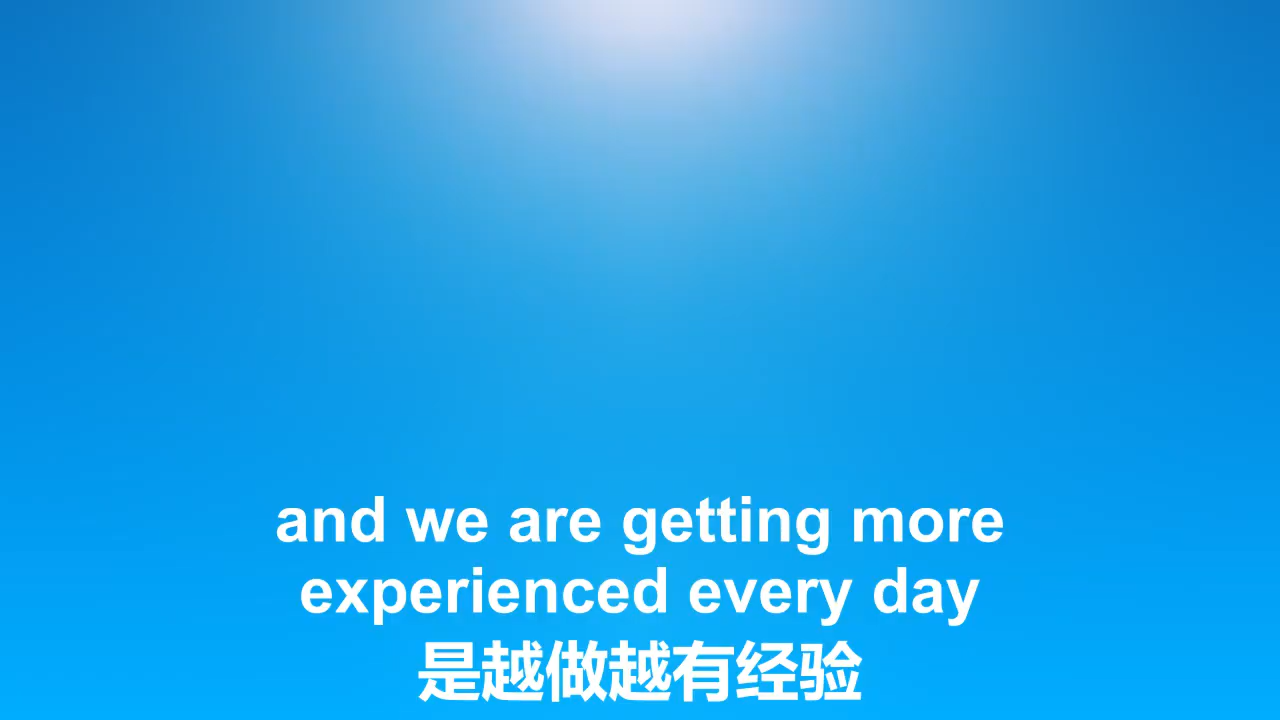 and we are getting more
experienced every day
是越做越有经验